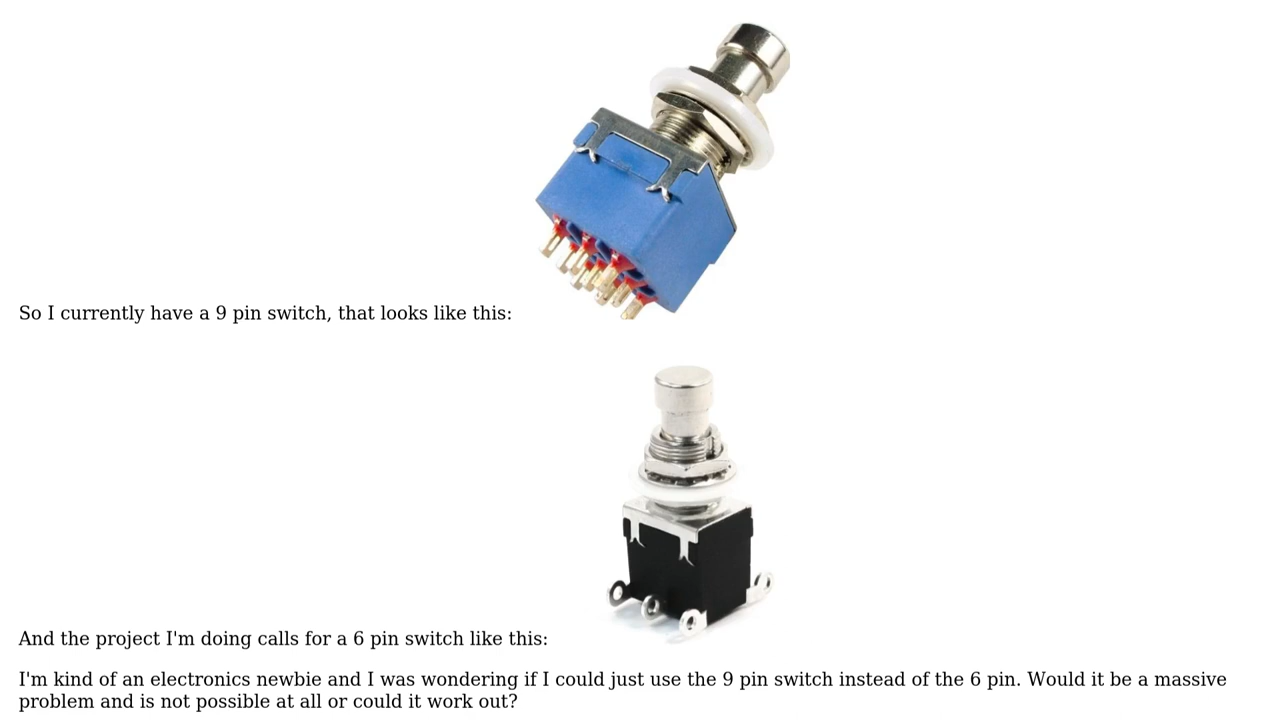 So I currently have a 9 pin switch, that looks like this:
And the project I'm doing calls for a 6 pin switch like this:
I'm kind of an electronics newbie and I was wondering if I could just use the 9 pin switch instead of the 6 pin. Would it be a massive
problem and is not possible at all or could it work out?